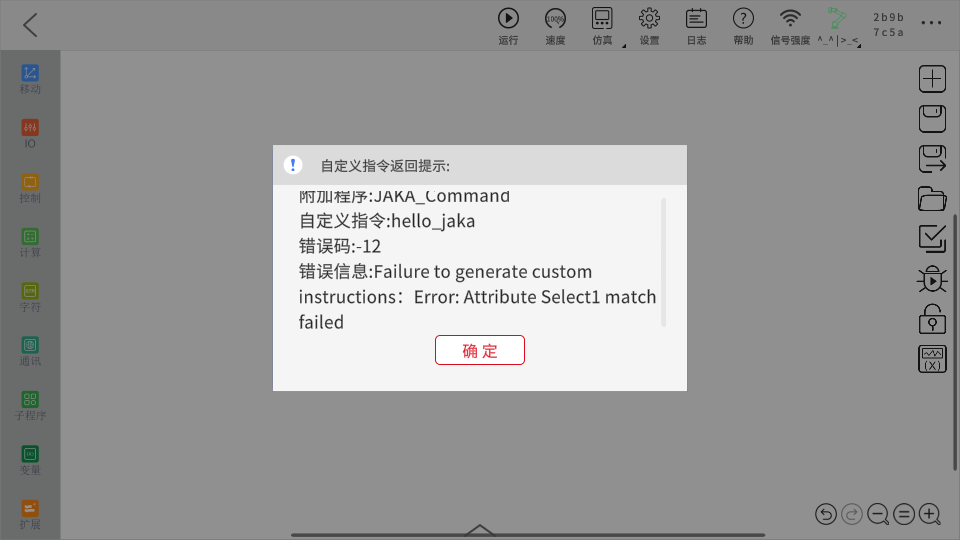 运行
100%
速度
仿真
设置
日志
帮助
信号强度
^_^|>_<
2b9b
7c5a
移动
IO
控制
计算
字符
通讯
子程序
变量
扩展
自定义指令返回提示:
附加程序:JAKA_Command
自定义指令:hello_jaka
错误码:-12
错误信息:Failure to generate custom
instructions：Error: Attribute Select1 match
failed
确定
(X)